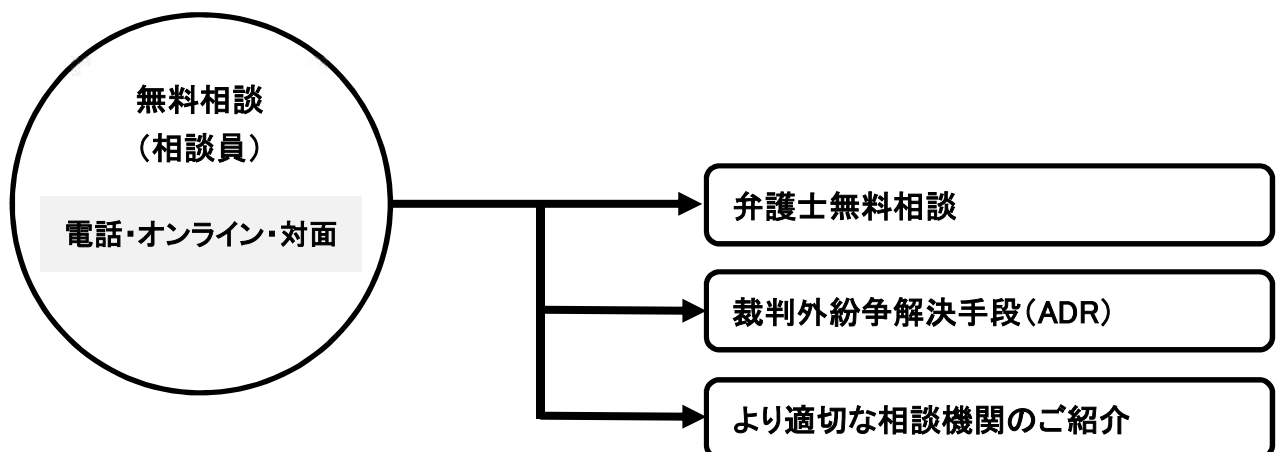 無料相談
（相談員）
電話・オンライン・対面
弁護士無料相談
裁判外紛争解決手段（ADR）
より適切な相談機関のご紹介